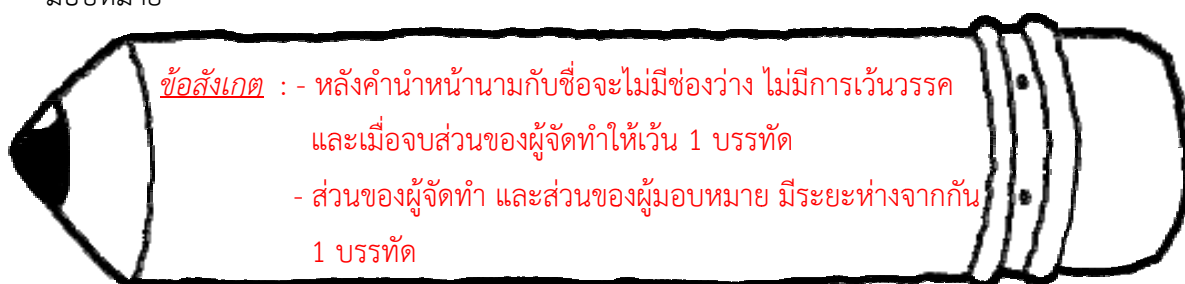 มอบหมาย
ข้อสังเกต : - หลังคำนำหน้านามกับชื่อจะไม่มีช่องว่าง ไม่มีการเว้นวรรค
และเมื่อจบส่วนของผู้จัดทำให้เว้น 1 บรรทัด
- ส่วนของผู้จัดทำ และส่วนของผู้มอบหมาย มีระยะห่างจากกัน
1 บรรทัด